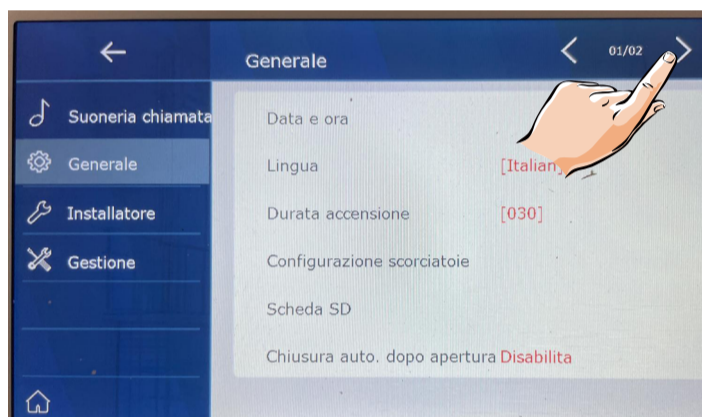 Generale
01/02
Suoneria chiamata
Generale
Installatore
Gestione
Data e ora
Lingua [Italian]
Durata accensione [030]
Configurazione scorciatoie
Scheda SD
Chiusura auto. dopo apertura Disabilita